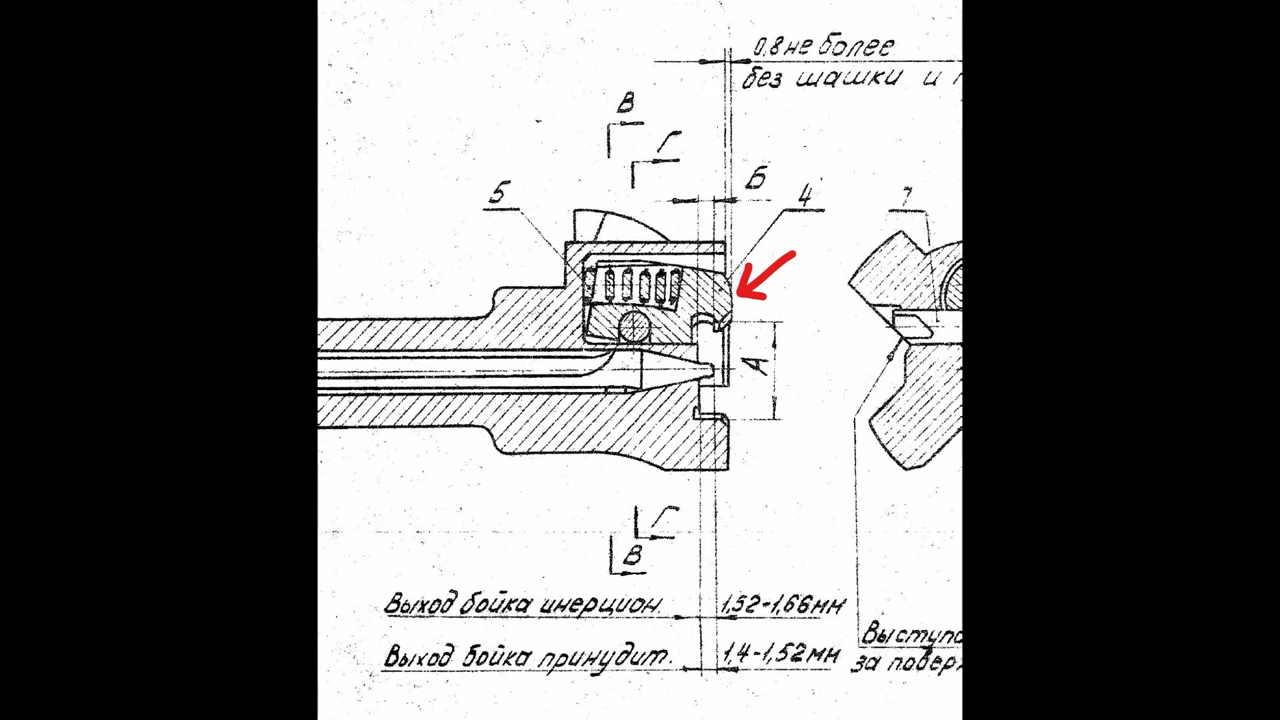 0,8 не более
без шашки и
В
Г
Б
5
4
7
А
Г
В
Выход бойка инерцион. 1,52-1,66мм
Выход бойка принудит. 1,4-1,52мм
Выступа
за повер